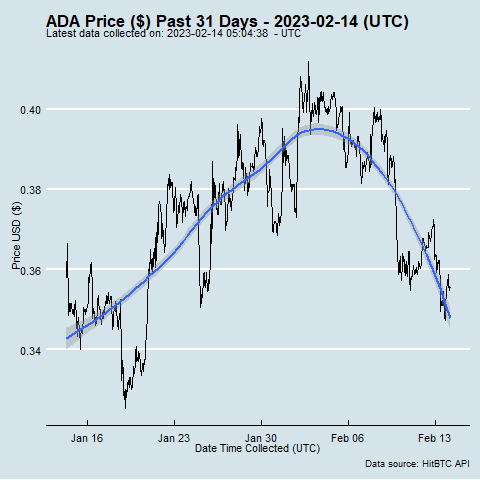 ADA Price ($) Past 31 Days - 2023-02-14 (UTC)
Latest data collected on: 2023-02-14 05:04:38 - UTC
0.40
0.38
0.36
0.34
Price USD ($)
Jan 16 Jan 23 Jan 30 Feb 06 Feb 13
Date Time Collected (UTC)
Data source: HitBTC API